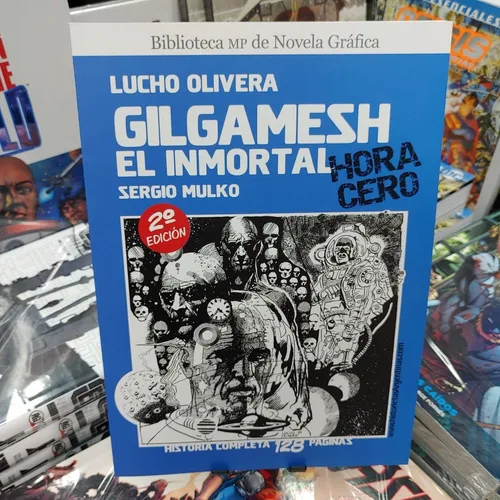 Biblioteca MP de Novela Gráfica
LUCHO OLIVERA
GILGAMESH
EL INMORTAL
HORA
CERO
SERGIO MULKO
2º
EDICIÓN
HISTORIA COMPLETA 128 PÁGINAS